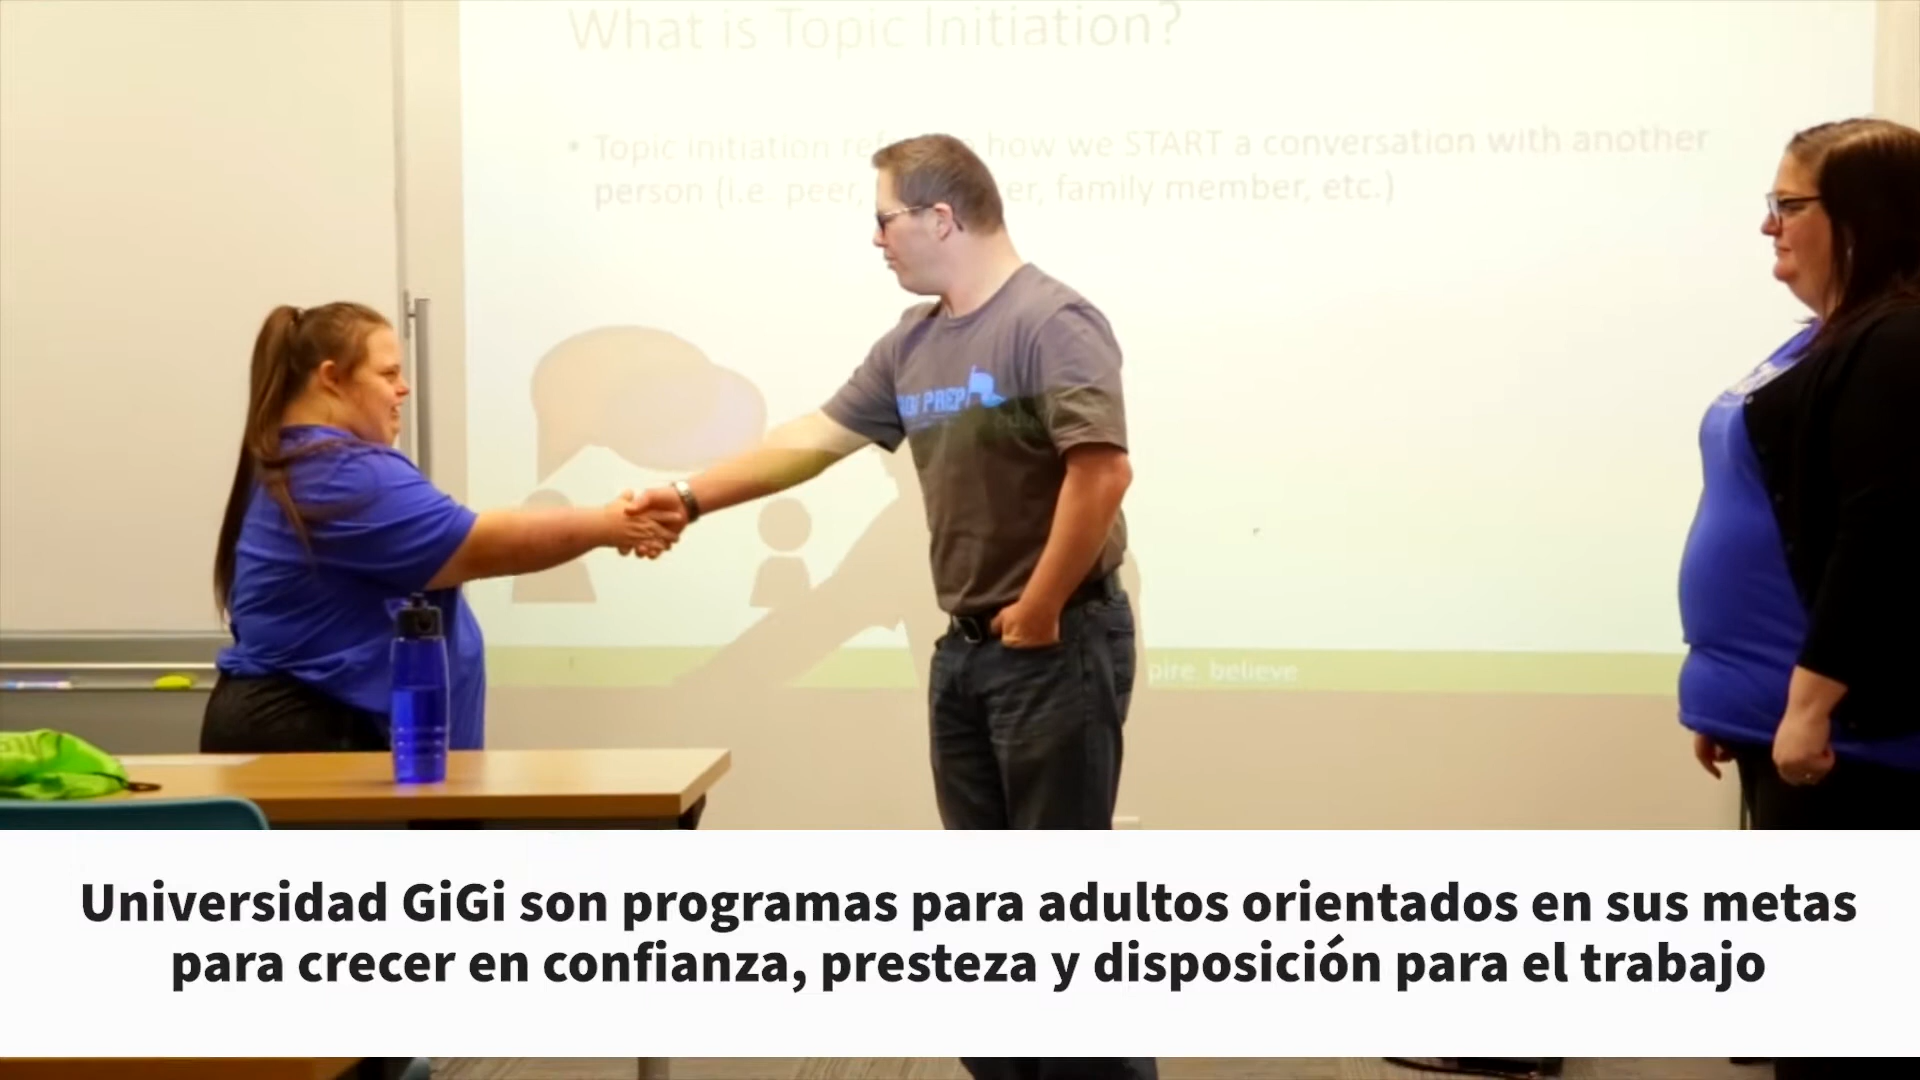 What is Topic Initiation?
• Topic initiation how we START a conversation with another
person (i.e. peer, family member, etc.)
PREP
believe
Universidad GiGi son programas para adultos orientados en sus metas
para crecer en confianza, presteza y disposición para el trabajo